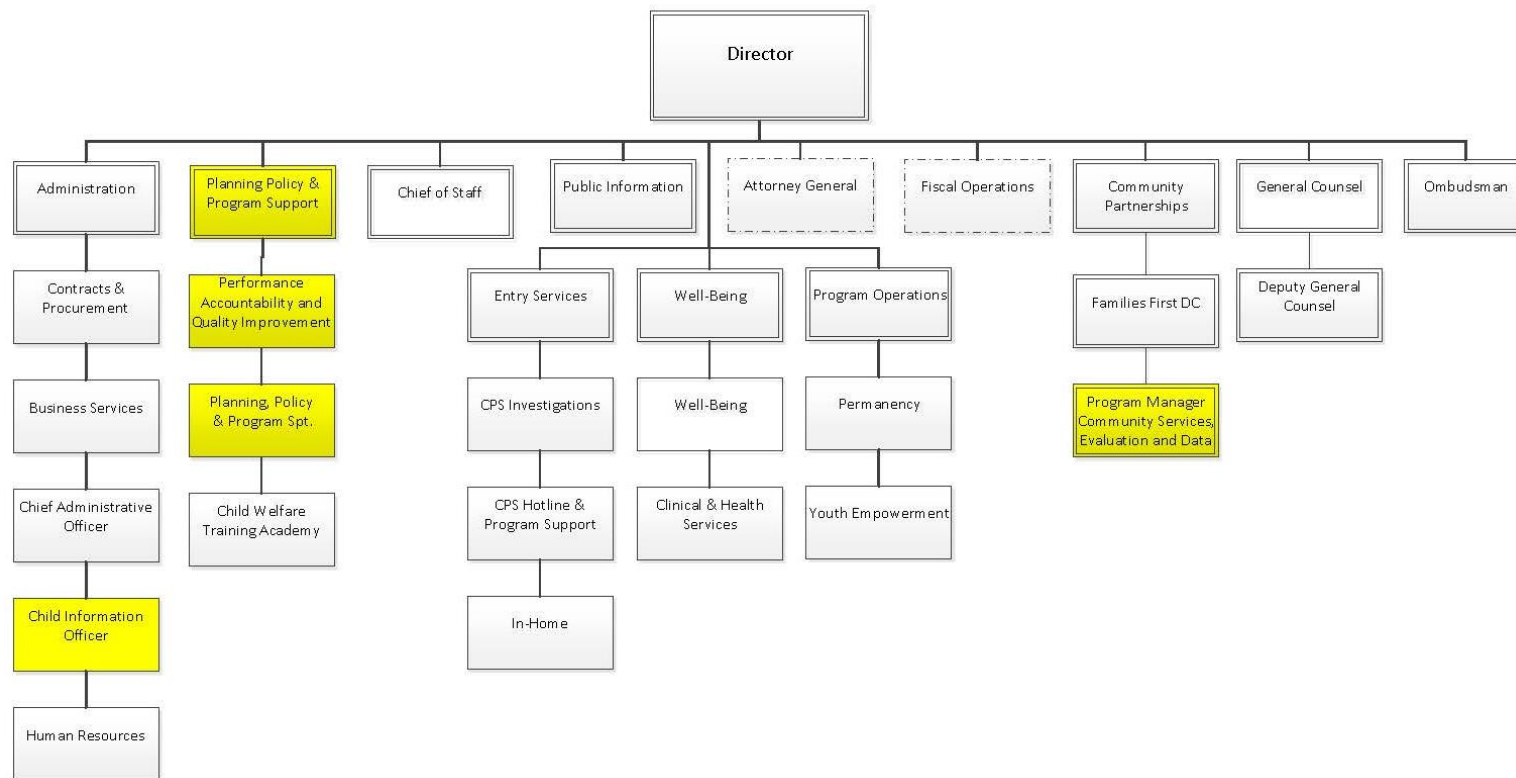 Director
Administration
Planning Policy &
Program Support
Chief of Staff
Public Information
Attorney General
Fiscal Operations
Community
Partnerships
General Counsel
Ombudsman
Contracts &
Procurement
Performance
Accountability and
Quality Improvement
Entry Services
Well-Being
Program Operations
Families First DC
Deputy General
Counsel
Business Services
Planning, Policy
& Program Spt.
CPS Investigations
Well-Being
Permanency
Program Manager
Community Services,
Evaluation and Data
Chief Administrative
Officer
Child Welfare
Training Academy
CPS Hotline &
Program Support
Clinical & Health
Services
Youth Empowerment
Child Information
Officer
In-Home
Human Resources